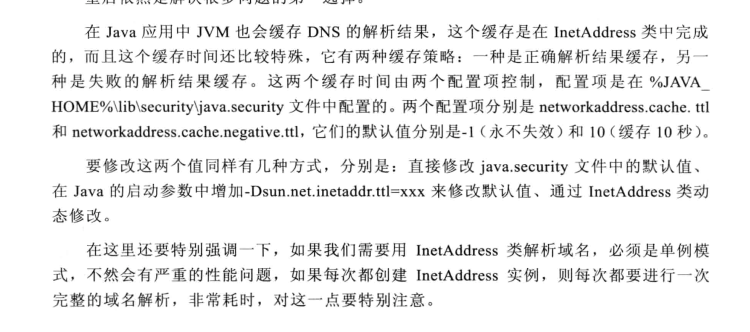 在 Java 应用中 JVM 也会缓存 DNS 的解析结果，这个缓存是在 InetAddress 类中完成
的，而且这个缓存时间还比较特殊，它有两种缓存策略：一种是正确解析结果缓存，另一
种是失败的解析结果缓存。这两个缓存时间由两个配置项控制，配置项是在 %JAVA_
HOME%\lib\security\java.security 文件中配置的。两个配置项分别是 networkaddress.cache. ttl
和 networkaddress.cache.negative.ttl，它们的默认值分别是-1（永不失效）和 10（缓存 10 秒）。
要修改这两个值同样有几种方式，分别是：直接修改 java.security 文件中的默认值、
在 Java 的启动参数中增加-Dsun.net.inetaddr.ttl=xxx 来修改默认值、通过 InetAddress 类动
态修改。
在这里还要特别强调一下，如果我们需要用 InetAddress 类解析域名，必须是单例模
式，不然会有严重的性能问题，如果每次都创建 InetAddress 实例，则每次都要进行一次
完整的域名解析，非常耗时，对这一点要特别注意。